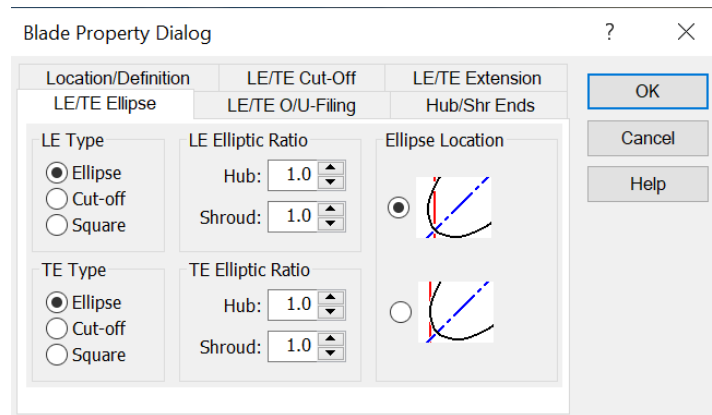 Blade Property Dialog
?
Location/Definition
LE/TE Cut-Off
LE/TE Extension
LE/TE Ellipse
LE/TE O/U-Filing
Hub/Shr Ends
OK
Cancel
Help
LE Type
Ellipse
Cut-off
Square
LE Elliptic Ratio
Hub: 1.0
Shroud: 1.0
Ellipse Location
TE Type
Ellipse
Cut-off
Square
TE Elliptic Ratio
Hub: 1.0
Shroud: 1.0